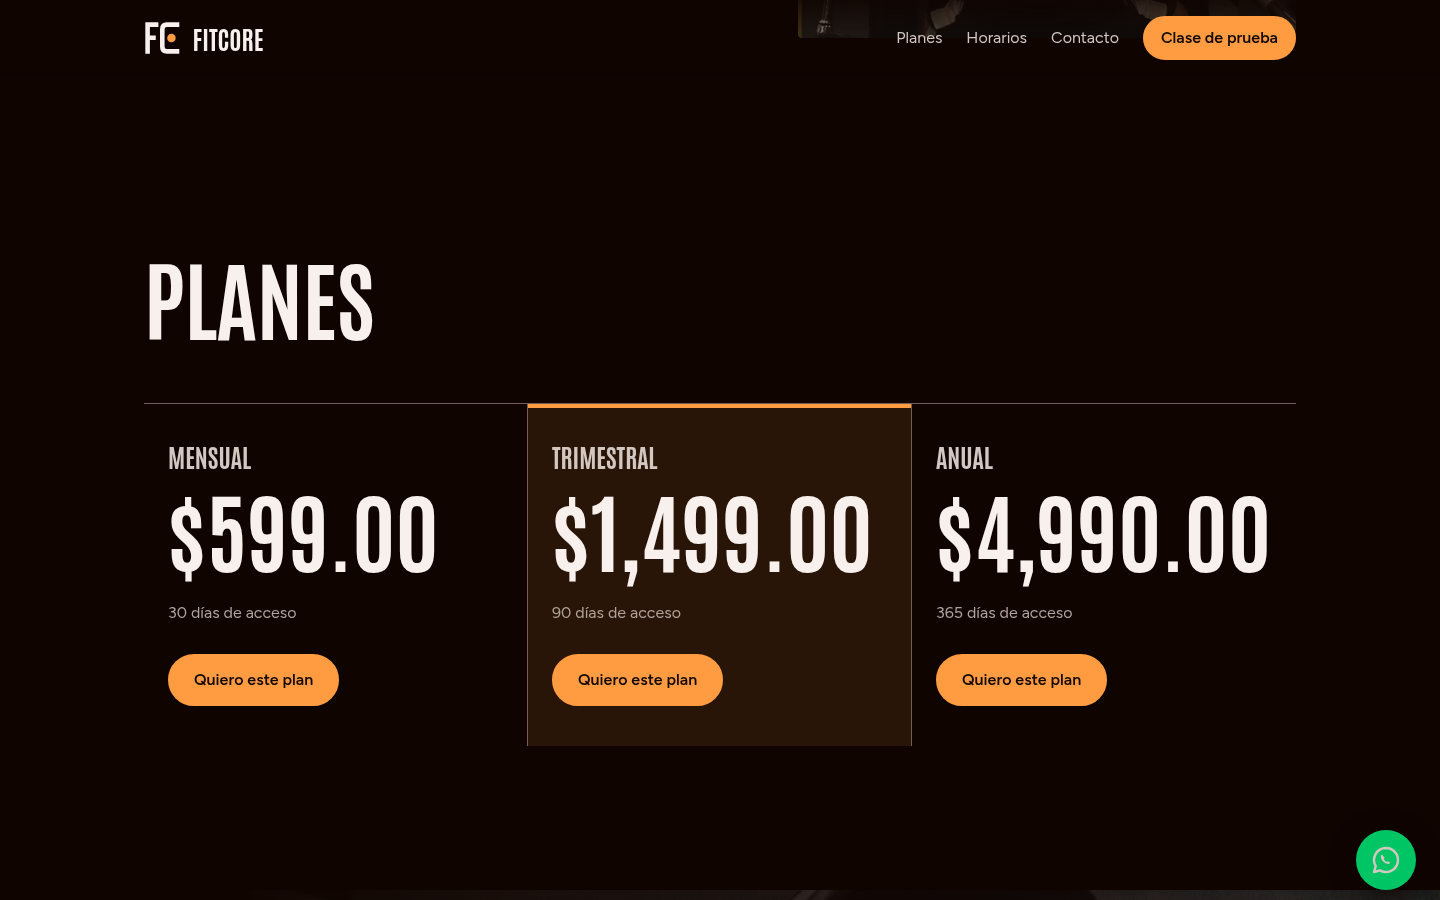 FC FITCORE
Planes Horarios Contacto Clase de prueba
PLANES
MENSUAL
$599.00
30 días de acceso
Quiero este plan
TRIMESTRAL
$1,499.00
90 días de acceso
Quiero este plan
ANUAL
$4,990.00
365 días de acceso
Quiero este plan